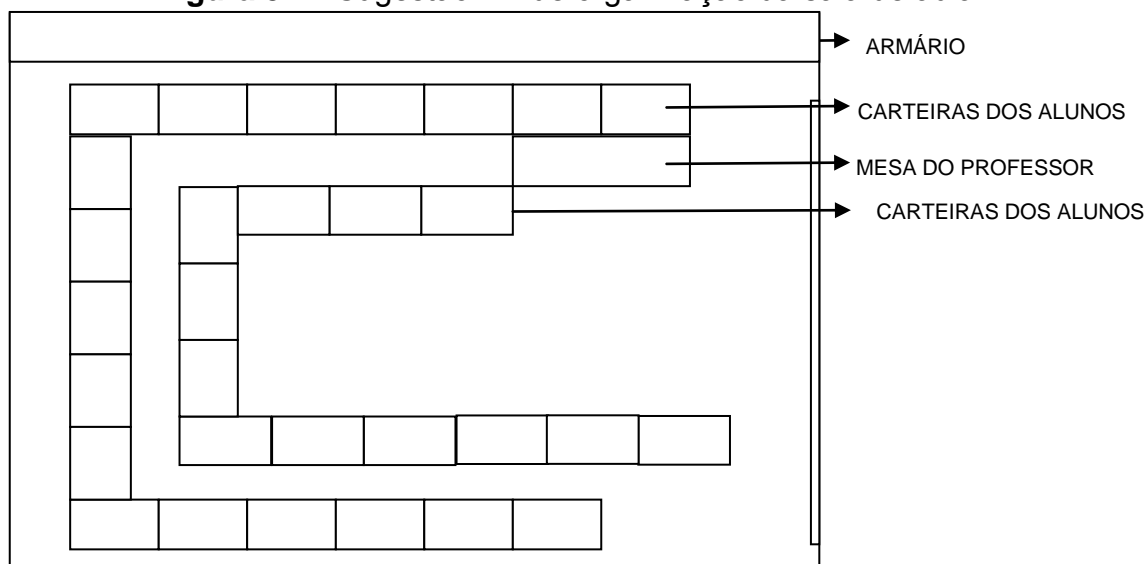 ARMÁRIO
CARTEIRAS DOS ALUNOS
MESA DO PROFESSOR
CARTEIRAS DOS ALUNOS